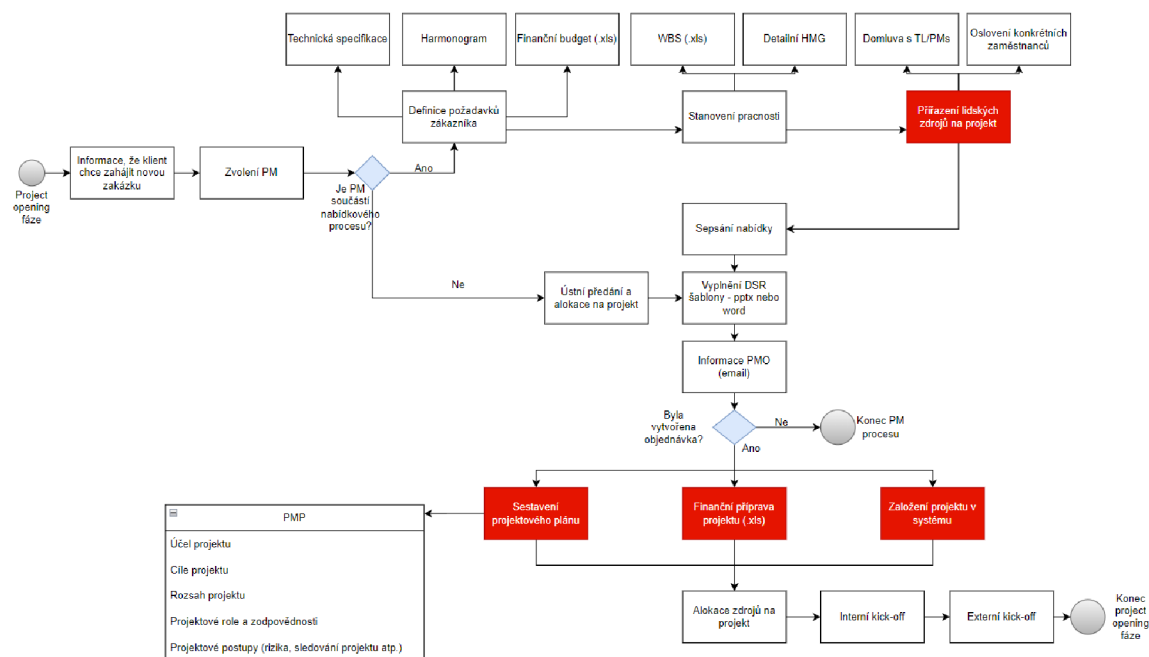 Technická specifikace
Harmonogram
Finanční budget (.xls)
WBS (.xls)
Detailní HMG
Domluva s TL/PMs
Oslovení konkrétních
zaměstnanců
Definice požadavků
zákazníka
Stanovení pracnosti
Přiřazení lidských
zdrojů na projekt
Project
opening
fáze
Informace, že klient
chce zahájit novou
zakázku
Zvolení PM
Je PM
součástí
nabídkového
procesu?
Ano
Ne
Sepsání nabídky
Ústní předání a
alokace na projekt
Vyplnění DSR
šablony - pptx nebo
word
Informace PMO
(email)
Byla
vytvořena
objednávka?
Ne
Konec PM
procesu
Ano
Sestavení
projektového plánu
Finanční příprava
projektu (.xls)
Založení projektu v
systému
PMP
Účel projektu
Cíle projektu
Rozsah projektu
Projektové role a zodpovědnosti
Projektové postupy (rizika, sledování projektu atp.)
Alokace zdrojů na
projekt
Interní kick-off
Externí kick-off
Konec
project
opening
fáze